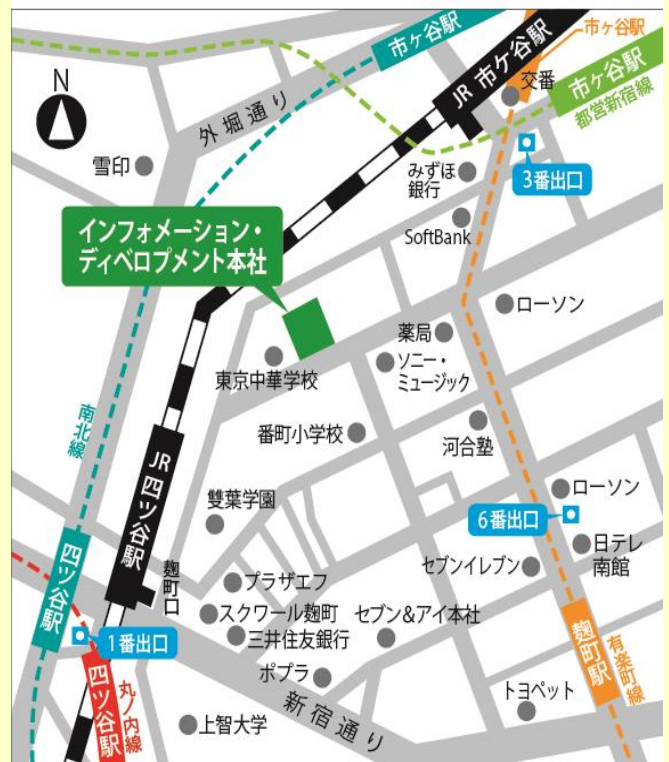 市ケ谷駅
市ケ谷駅
交番
JR 市ケ谷駅
市ケ谷駅
都営新宿線
N
外堀通り
雪印
みずほ
銀行
3番出口
SoftBank
インフォメーション・
ディベロプメント本社
ローソン
薬局
ソニー・
ミュージック
東京中華学校
番町小学校
河合塾
南北線
JR 四ツ谷駅
雙葉学園
ローソン
6番出口
日テレ
南館
セブンイレブン
麹町口
プラザエフ
スクワール麹町
セブン&アイ本社
三井住友銀行
四ツ谷駅
1番出口
麹町駅
有楽町線
ポプラ
トヨペット
四ツ谷駅
丸ノ内線
新宿通り
上智大学